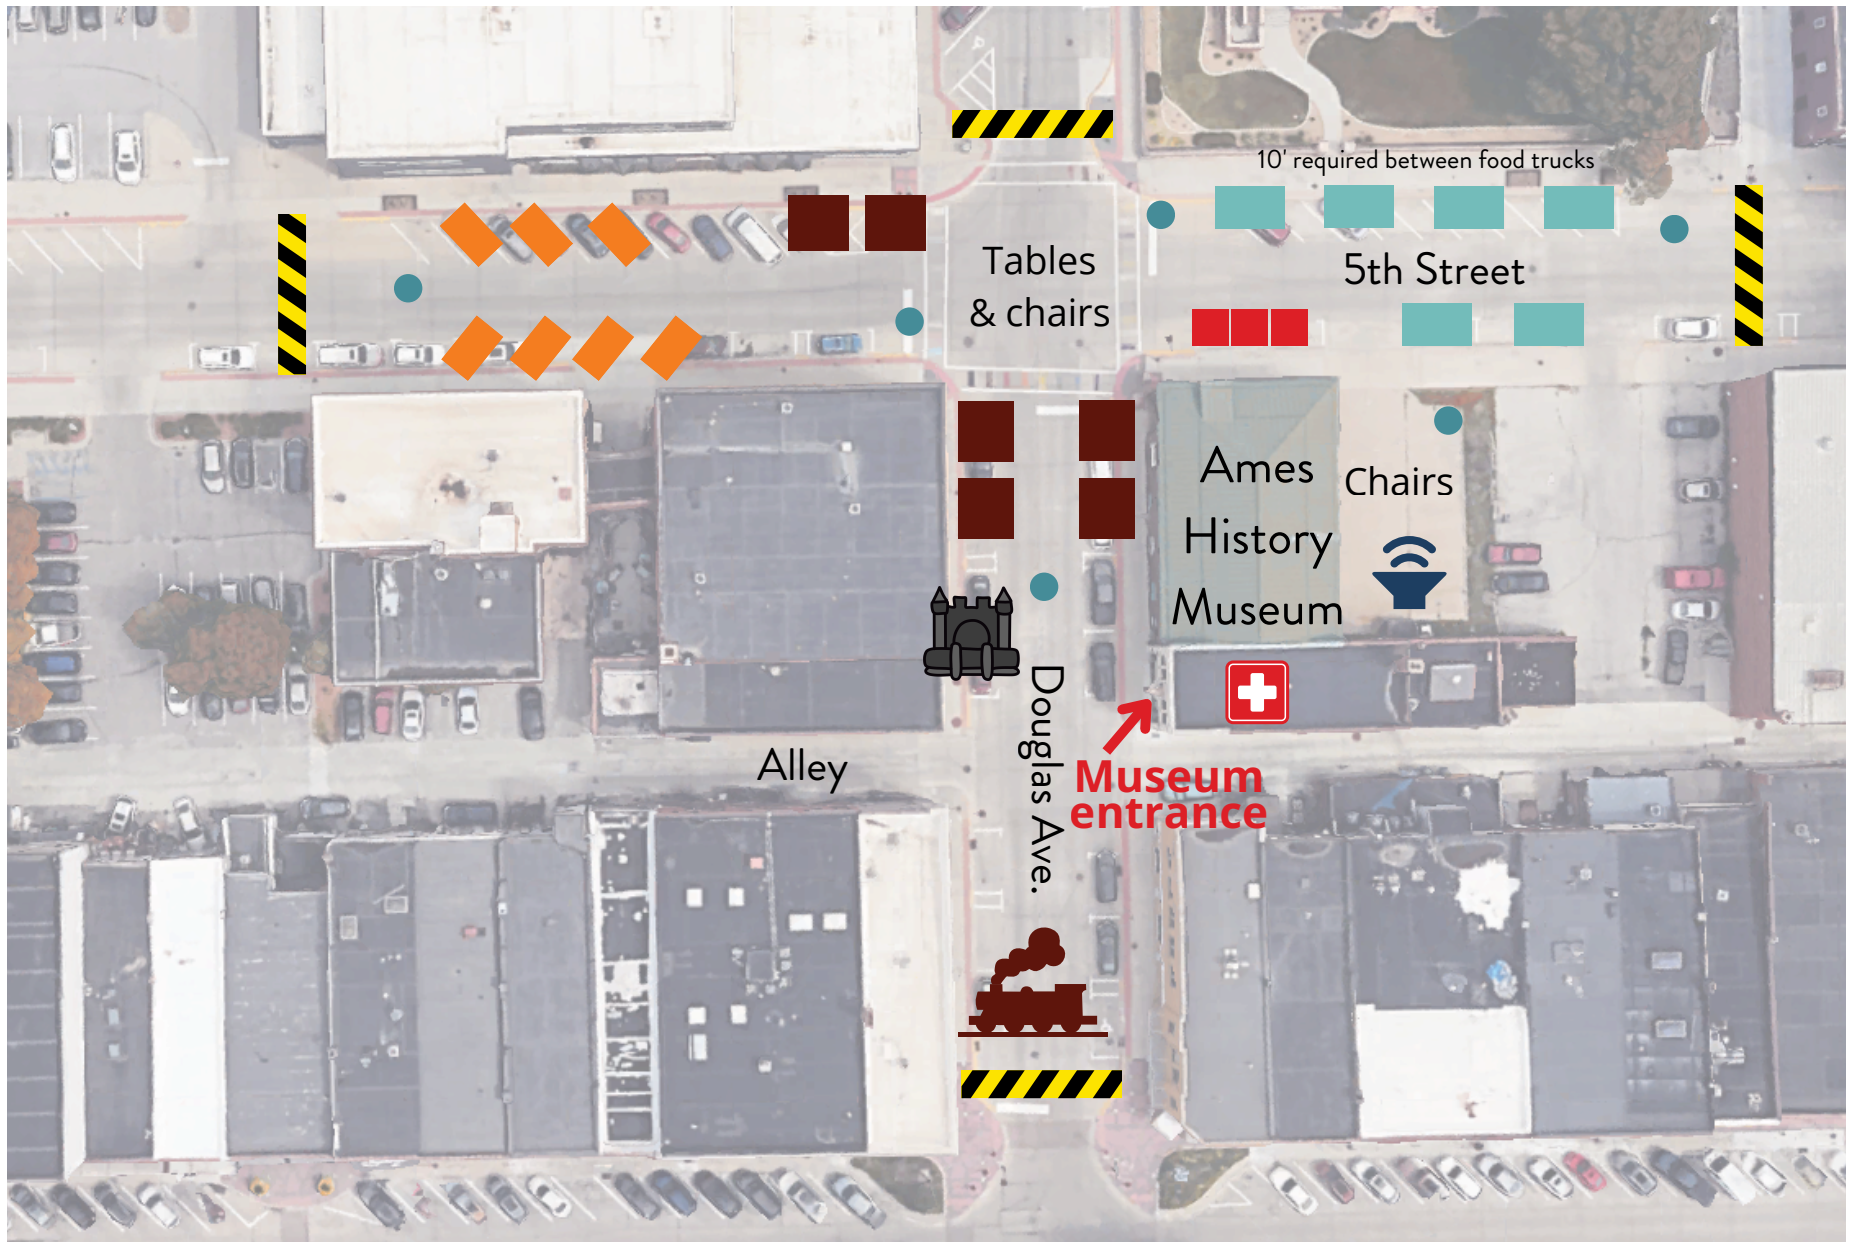 10' required between food trucks
Tables
& chairs
5th Street
Ames
History
Museum
Chairs
Douglas Ave.
Alley
Museum
entrance